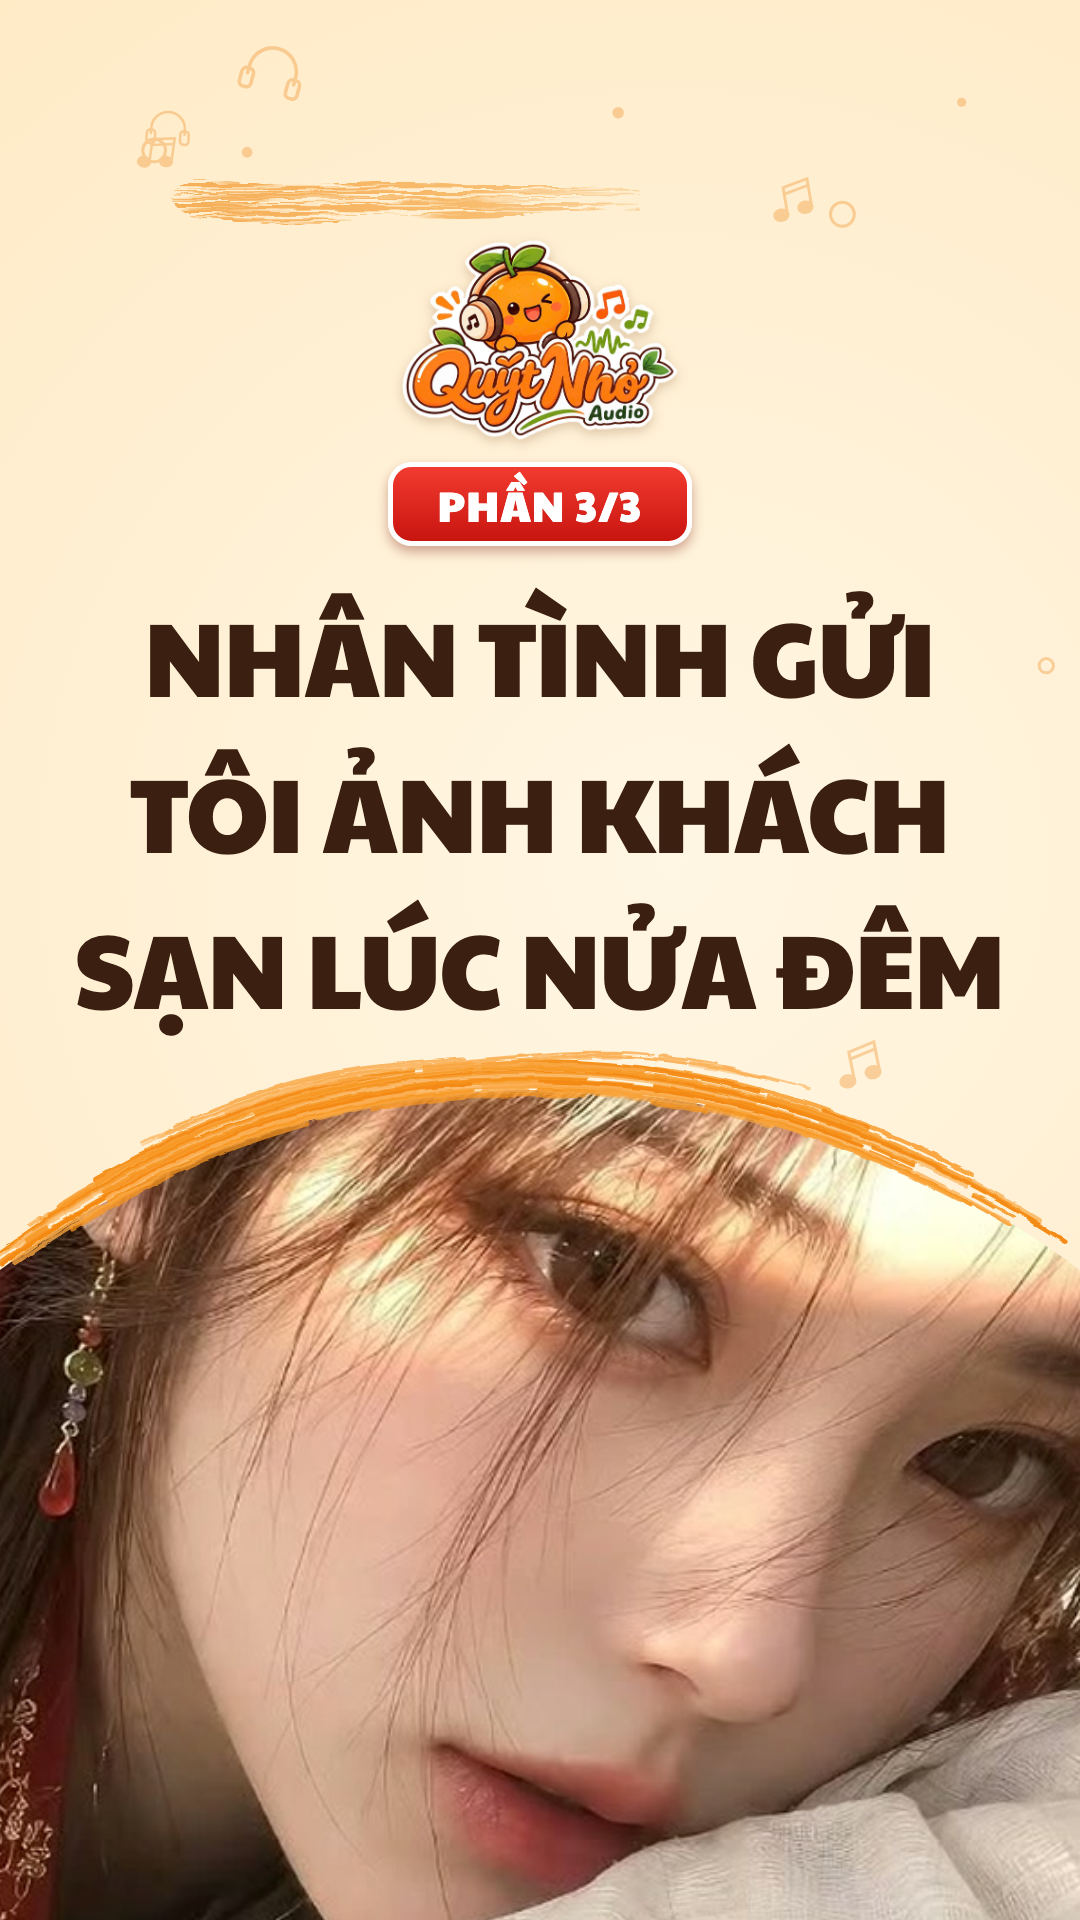 Quýt Nhỏ
Audio
PHẦN 3/3
NHÂN TÌNH GỬI
TÔI ẢNH KHÁCH
SẠN LÚC NỬA ĐÊM